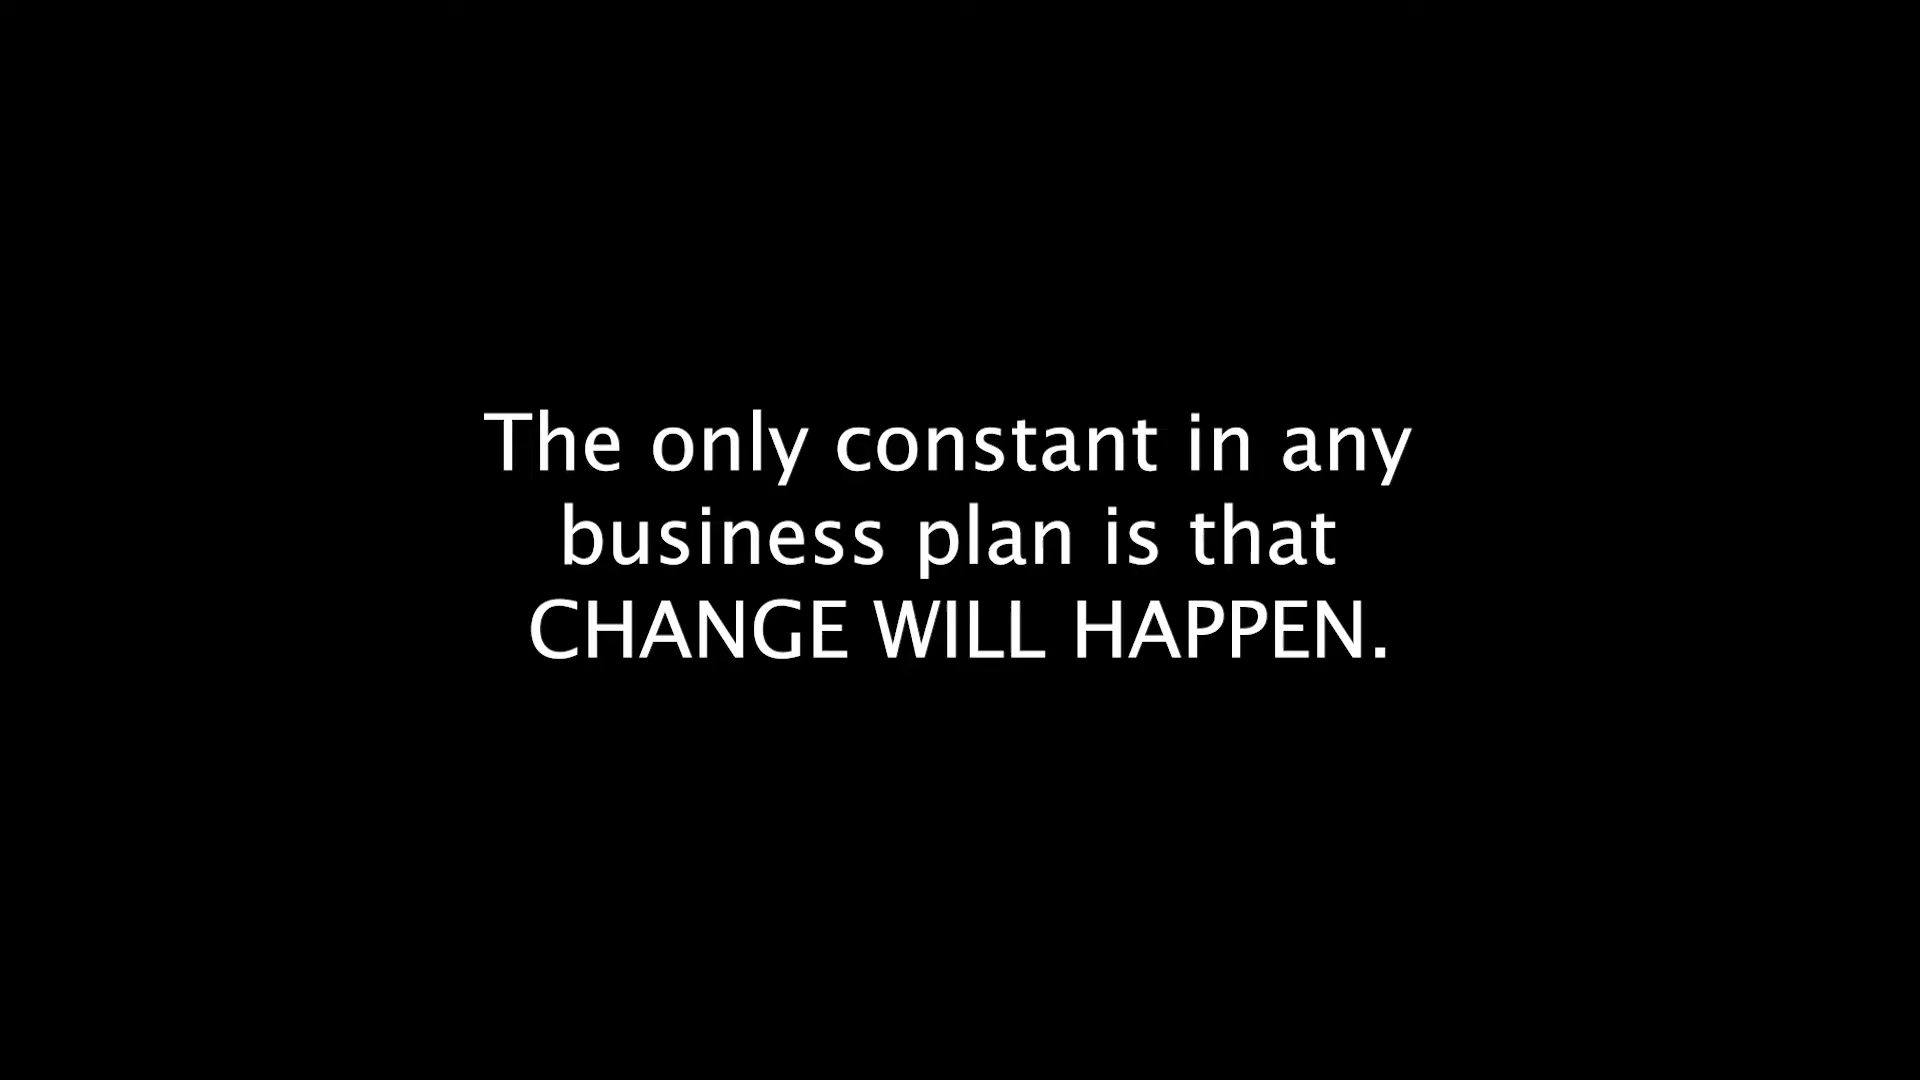 The only constant in any
business plan is that
CHANGE WILL HAPPEN.